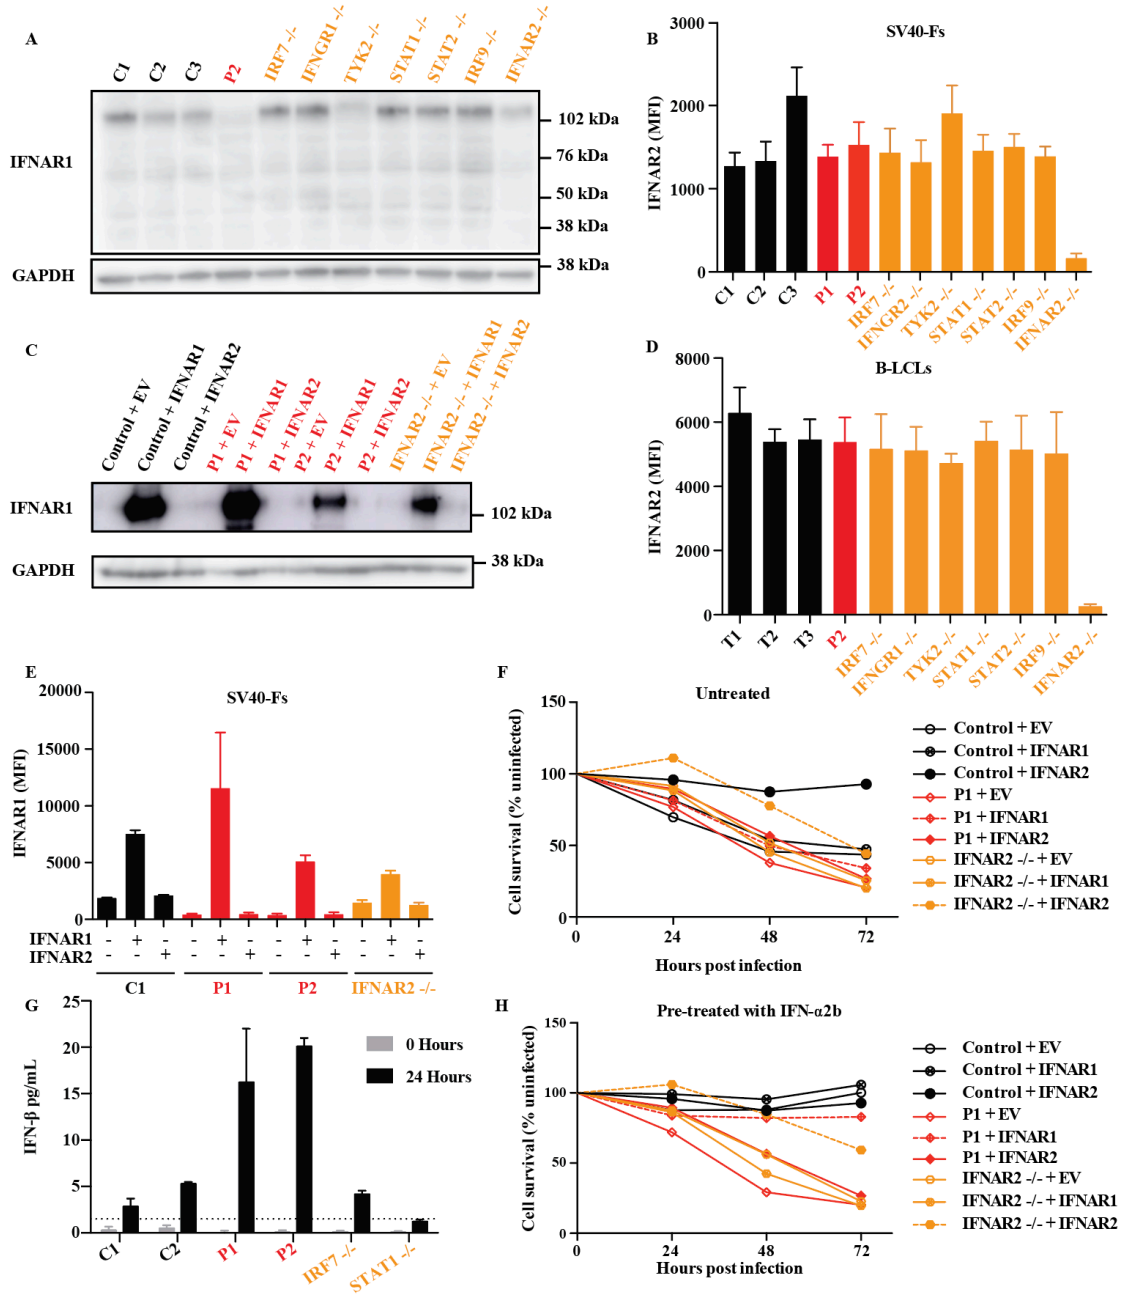 A
C1
C2
C3
P2
IRF7 -/-
IFNGR1 -/-
TYK2 -/-
STAT1 -/-
STAT2 -/-
IRF9 -/-
IFNAR2 -/-
IFNAR1
102 kDa
76 kDa
50 kDa
38 kDa
GAPDH
38 kDa
B
SV40-Fs
IFNAR2 (MFI)
3000
2000
1000
0
C1
C2
C3
P1
P2
IRF7 -/-
IFNGR2 -/-
TYK2 -/-
STAT1 -/-
STAT2 -/-
IRF9 -/-
IFNAR2 -/-
C
Control + EV
Control + IFNAR1
Control + IFNAR2
P1 + EV
P1 + IFNAR1
P1 + IFNAR2
P2 + EV
P2 + IFNAR1
P2 + IFNAR2
IFNAR2 -/- + EV
IFNAR2 -/- + IFNAR1
IFNAR2 -/- + IFNAR2
IFNAR1
102 kDa
GAPDH
38 kDa
D
B-LCLs
IFNAR2 (MFI)
8000
6000
4000
2000
0
T1
T2
T3
P2
IRF7 -/-
IFNGR1 -/-
TYK2 -/-
STAT1 -/-
STAT2 -/-
IRF9 -/-
IFNAR2 -/-
E
SV40-Fs
IFNAR1 (MFI)
20000
15000
10000
5000
0
IFNAR1 - + - - + - - + - - + -
IFNAR2 - - + - - + - - + - - +
C1
P1
P2
IFNAR2 -/-
F
Untreated
Cell survival (% uninfected)
150
100
50
0
0
24
48
72
Hours post infection
Control + EV
Control + IFNAR1
Control + IFNAR2
P1 + EV
P1 + IFNAR1
P1 + IFNAR2
IFNAR2 -/- + EV
IFNAR2 -/- + IFNAR1
IFNAR2 -/- + IFNAR2
G
IFN-β pg/mL
25
20
15
10
5
0
0 Hours
24 Hours
C1
C2
P1
P2
IRF7 -/-
STAT1 -/-
H
Pre-treated with IFN-α2b
Cell survival (% uninfected)
150
100
50
0
0
24
48
72
Hours post infection
Control + EV
Control + IFNAR1
Control + IFNAR2
P1 + EV
P1 + IFNAR1
P1 + IFNAR2
IFNAR2 -/- + EV
IFNAR2 -/- + IFNAR1
IFNAR2 -/- + IFNAR2